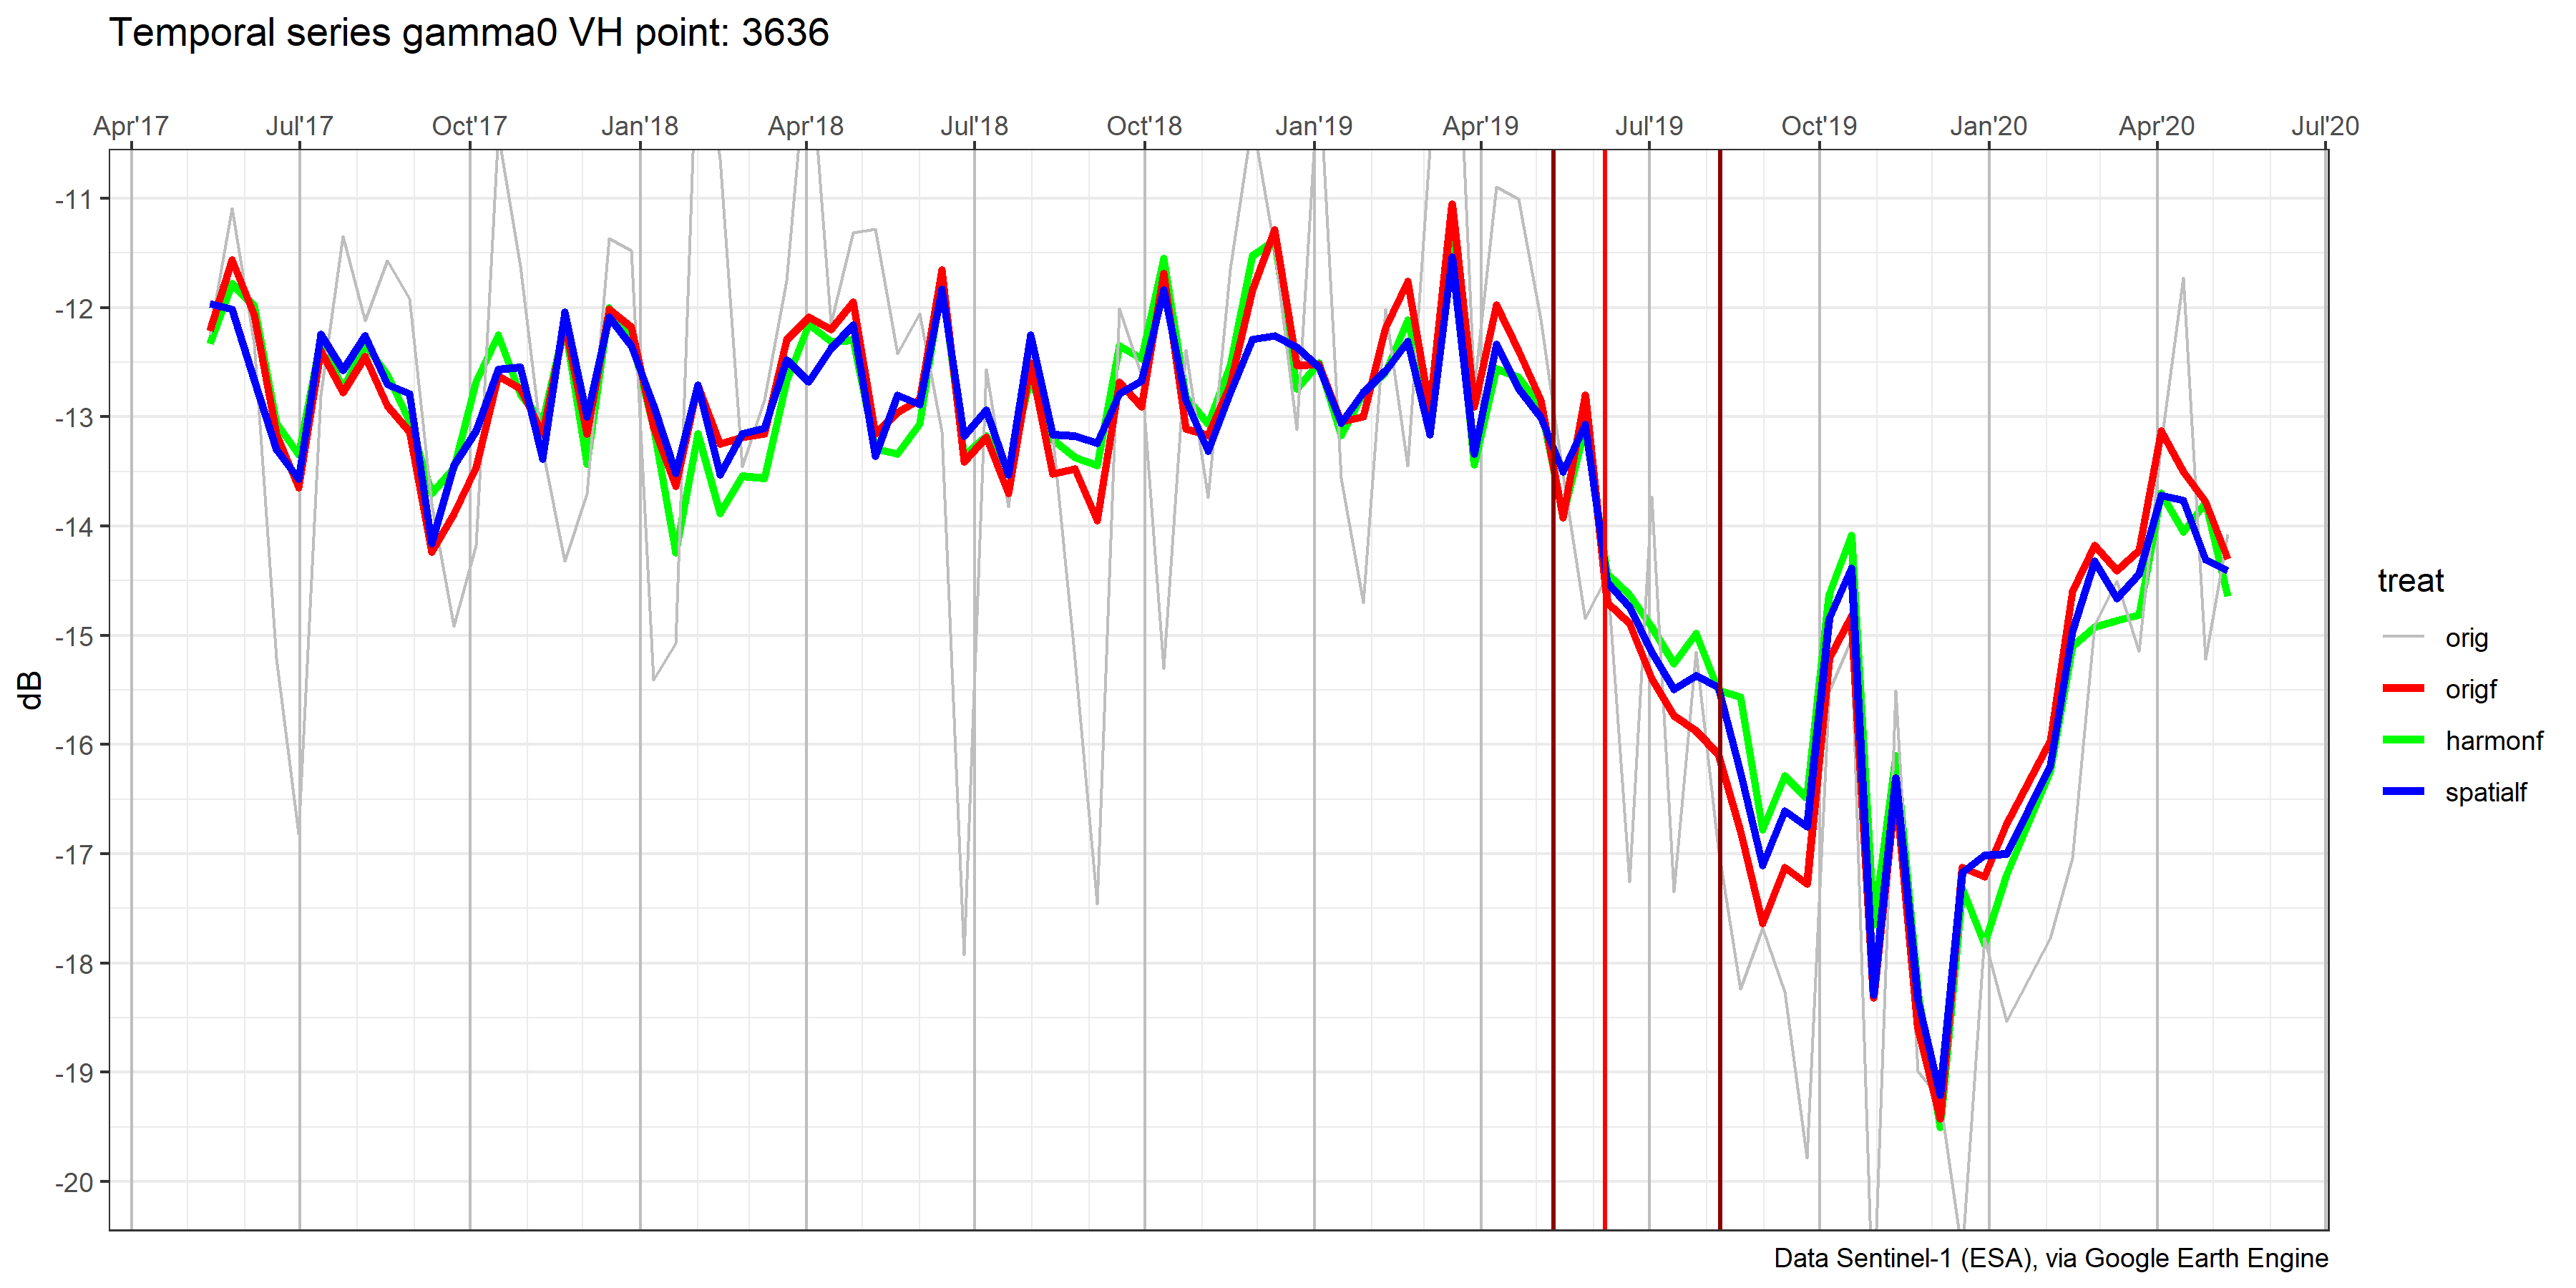 Temporal series gamma0 VH point: 3636
Apr'17 Jul'17 Oct'17 Jan'18 Apr'18 Jul'18 Oct'18 Jan'19 Apr'19 Jul'19 Oct'19 Jan'20 Apr'20 Jul'20
-11
-12
-13
-14
-15
-16
-17
-18
-19
-20
dB
treat
orig
origf
harmonf
spatialf
Data Sentinel-1 (ESA), via Google Earth Engine